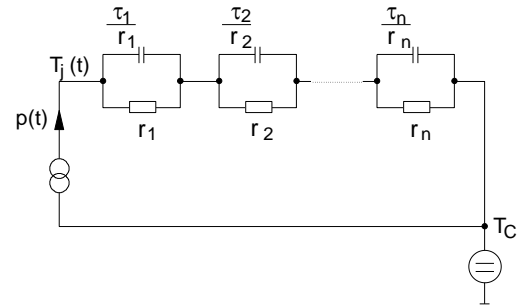 τ1/r1 τ2/r2 τn/rn
Tj(t)
p(t)
r1 r2 rn
TC